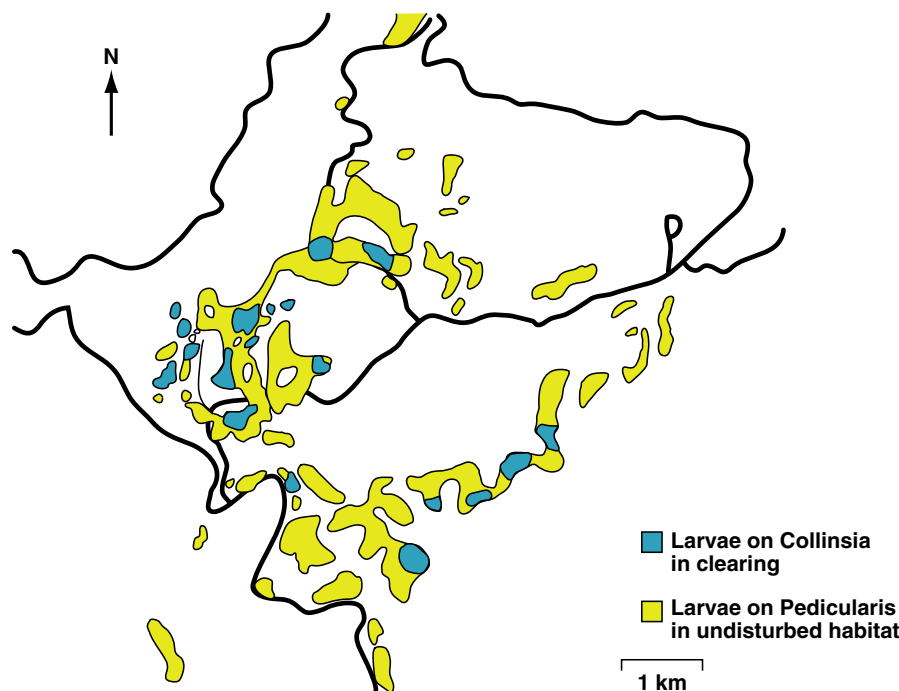 N
Larvae on Collinsia
in clearing
Larvae on Pedicularis
in undisturbed habitat
1 km